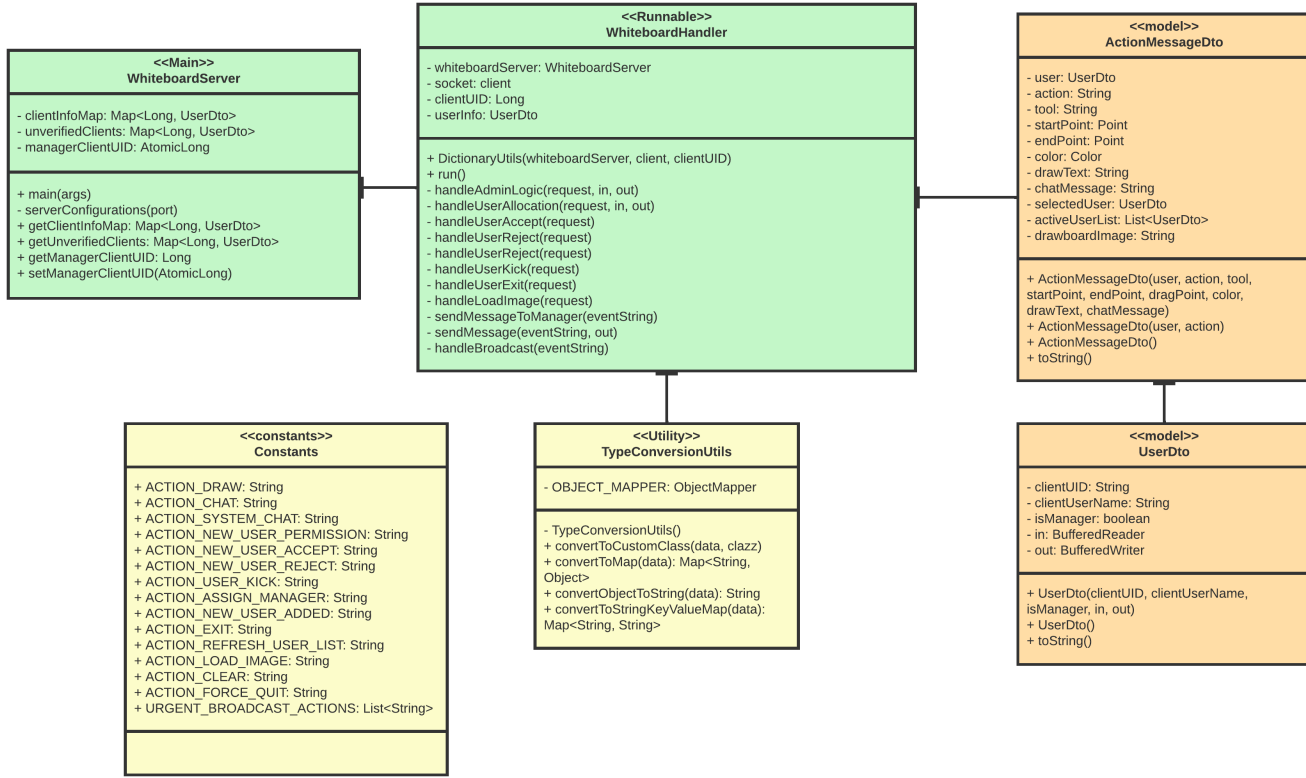 <<Main>>
WhiteboardServer
- clientInfoMap: Map<Long, UserDto>
- unverifiedClients: Map<Long, UserDto>
- managerClientUID: AtomicLong
+ main(args)
- serverConfigurations(port)
+ getClientInfoMap: Map<Long, UserDto>
+ getUnverifiedClients: Map<Long, UserDto>
+ getManagerClientUID: Long
+ setManagerClientUID(AtomicLong)
<<Runnable>>
WhiteboardHandler
- whiteboardServer: WhiteboardServer
- socket: client
- clientUID: Long
- userInfo: UserDto
+ DictionaryUtils(whiteboardServer, client, clientUID)
+ run()
- handleAdminLogic(request, in, out)
- handleUserAllocation(request, in, out)
- handleUserAccept(request)
- handleUserReject(request)
- handleUserReject(request)
- handleUserKick(request)
- handleUserExit(request)
- handleLoadImage(request)
- sendMessageToManager(eventString)
- sendMessage(eventString, out)
- handleBroadcast(eventString)
<<model>>
ActionMessageDto
- user: UserDto
- action: String
- tool: String
- startPoint: Point
- endPoint: Point
- color: Color
- drawText: String
- chatMessage: String
- selectedUser: UserDto
- activeUserList: List<UserDto>
- drawboardImage: String
+ ActionMessageDto(user, action, tool,
startPoint, endPoint, dragPoint, color,
drawText, chatMessage)
+ ActionMessageDto(user, action)
+ ActionMessageDto()
+ toString()
<<constants>>
Constants
+ ACTION_DRAW: String
+ ACTION_CHAT: String
+ ACTION_SYSTEM_CHAT: String
+ ACTION_NEW_USER_PERMISSION: String
+ ACTION_NEW_USER_ACCEPT: String
+ ACTION_NEW_USER_REJECT: String
+ ACTION_USER_KICK: String
+ ACTION_ASSIGN_MANAGER: String
+ ACTION_NEW_USER_ADDED: String
+ ACTION_EXIT: String
+ ACTION_REFRESH_USER_LIST: String
+ ACTION_LOAD_IMAGE: String
+ ACTION_CLEAR: String
+ ACTION_FORCE_QUIT: String
+ URGENT_BROADCAST_ACTIONS: List<String>
<<Utility>>
TypeConversionUtils
- OBJECT_MAPPER: ObjectMapper
- TypeConversionUtils()
+ convertToCustomClass(data, clazz)
+ convertToMap(data): Map<String,
Object>
+ convertObjectToString(data): String
+ convertToStringKeyValueMap(data):
Map<String, String>
<<model>>
UserDto
- clientUID: String
- clientUserName: String
- isManager: boolean
- in: BufferedReader
- out: BufferedWriter
+ UserDto(clientUID, clientUserName,
isManager, in, out)
+ UserDto()
+ toString()